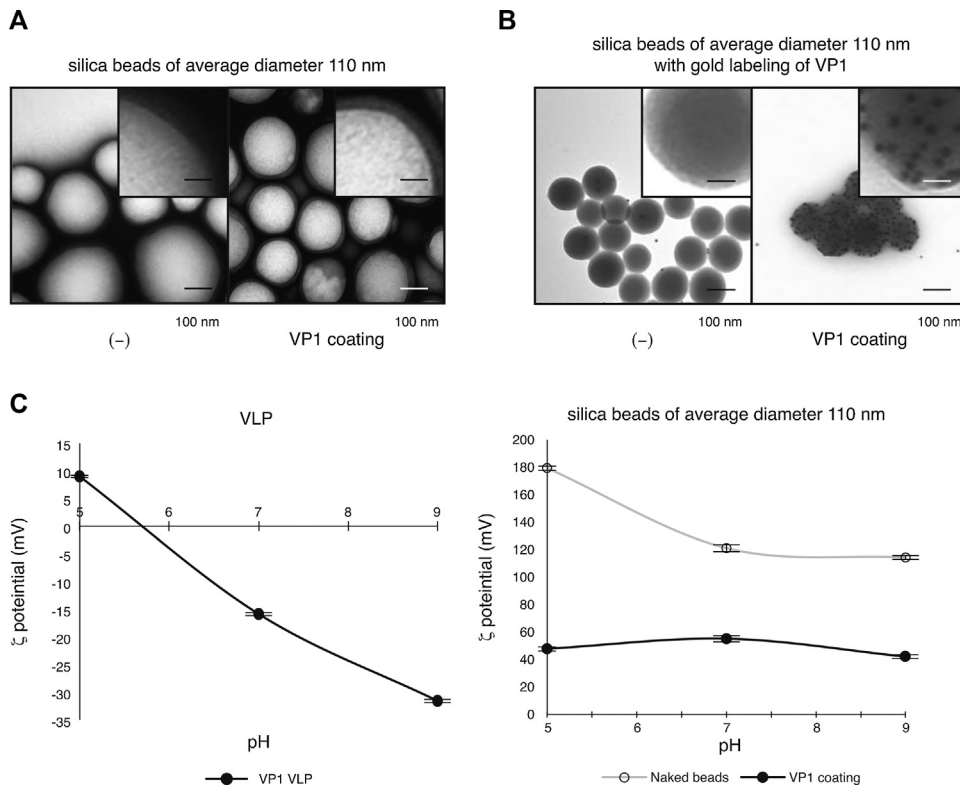 A
silica beads of average diameter 110 nm
100 nm
100 nm
(–)
VP1 coating
B
silica beads of average diameter 110 nm
with gold labeling of VP1
100 nm
100 nm
(–)
VP1 coating
C
VLP
ζ poteintial (mV)
15
10
5
0
-5
-10
-15
-20
-25
-30
-35
5 6 7 8 9
pH
VP1 VLP
silica beads of average diameter 110 nm
ζ poteintial (mV)
200
180
160
140
120
100
80
60
40
20
0
5 6 7 8 9
pH
Naked beads VP1 coating